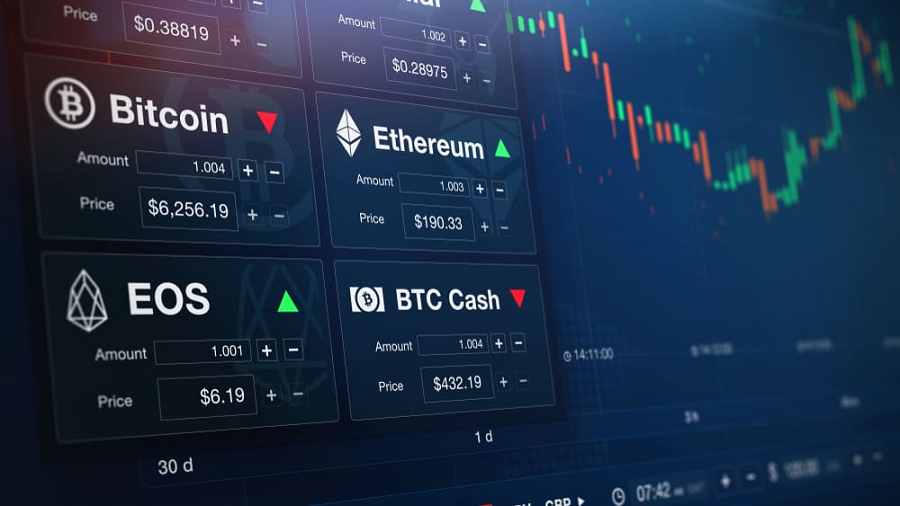 Price $0.38819 + −
Amount 1.002 + −
Price $0.28975 + −
Bitcoin
Amount 1.004 + −
Price $6,256.19 + −
Ethereum
Amount 1.003 + −
Price $190.33 + −
EOS
Amount 1.001 + −
Price $6.19 + −
BTC Cash
Amount 1.004 + −
Price $432.19 + −
14:11:00
30 d
1 d
07:42